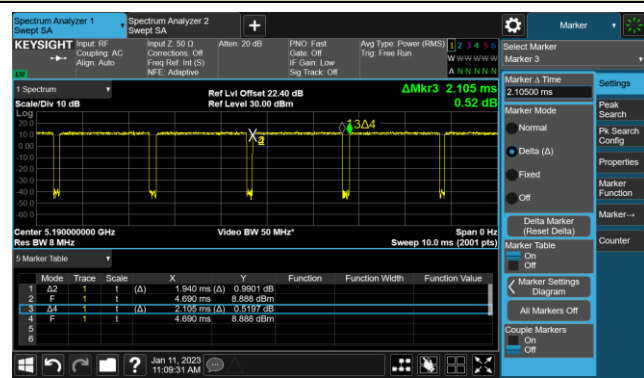 Spectrum Analyzer 1
Swept SA
Spectrum Analyzer 2
Swept SA
Marker
KEYSIGHT
Input: RF
Coupling: AC
Align: Auto
Input Z: 50 Ω
Corrections: Off
Freq Ref: Int (S)
NFE: Adaptive
Atten: 20 dB
PNO: Fast
Gate: Off
IF Gain: Low
Sig Track: Off
Avg Type: Power (RMS)
Trig: Free Run
1 2 3 4 5 6
W W W W W W
A N N N N N
Select Marker
Marker 3
1 Spectrum
Scale/Div 10 dB
Ref Lvl Offset 22.40 dB
Ref Level 30.00 dBm
ΔMkr3 2.105 ms
0.52 dB
Log
20.0
10.0
0.00
-10.0
-20.0
-30.0
-40.0
-50.0
-60.0
3Δ4
Center 5.190000000 GHz
Video BW 50 MHz*
Span 0 Hz
Res BW 8 MHz
Sweep 10.0 ms (2001 pts)
5 Marker Table
Mode Trace Scale X Y Function Function Width Function Value
1 Δ2 1 t (Δ) 1.940 ms (Δ) 0.9901 dB
2 F 1 t 4.690 ms 8.888 dBm
3 Δ4 1 t (Δ) 2.105 ms (Δ) 0.5197 dB
4 F 1 t 4.690 ms 8.888 dBm
5
6
Marker Δ Time
2.10500 ms
Marker Mode
Normal
Delta (Δ)
Fixed
Off
Delta Marker
(Reset Delta)
Marker Table
On
Off
Marker Settings
Diagram
All Markers Off
Couple Markers
On
Off
Settings
Peak
Search
Pk Search
Config
Properties
Marker
Function
Marker→
Counter
Jan 11, 2023
11:09:31 AM